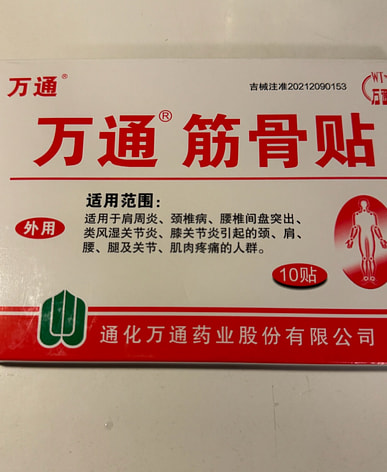 万通®
吉械注准20212090153
WT
万通
万通®筋骨贴
适用范围：
外用
适用于肩周炎、颈椎病、腰椎间盘突出、
类风湿关节炎、膝关节炎引起的颈、肩、
腰、腿及关节、肌肉疼痛的人群。
10贴
通化万通药业股份有限公司